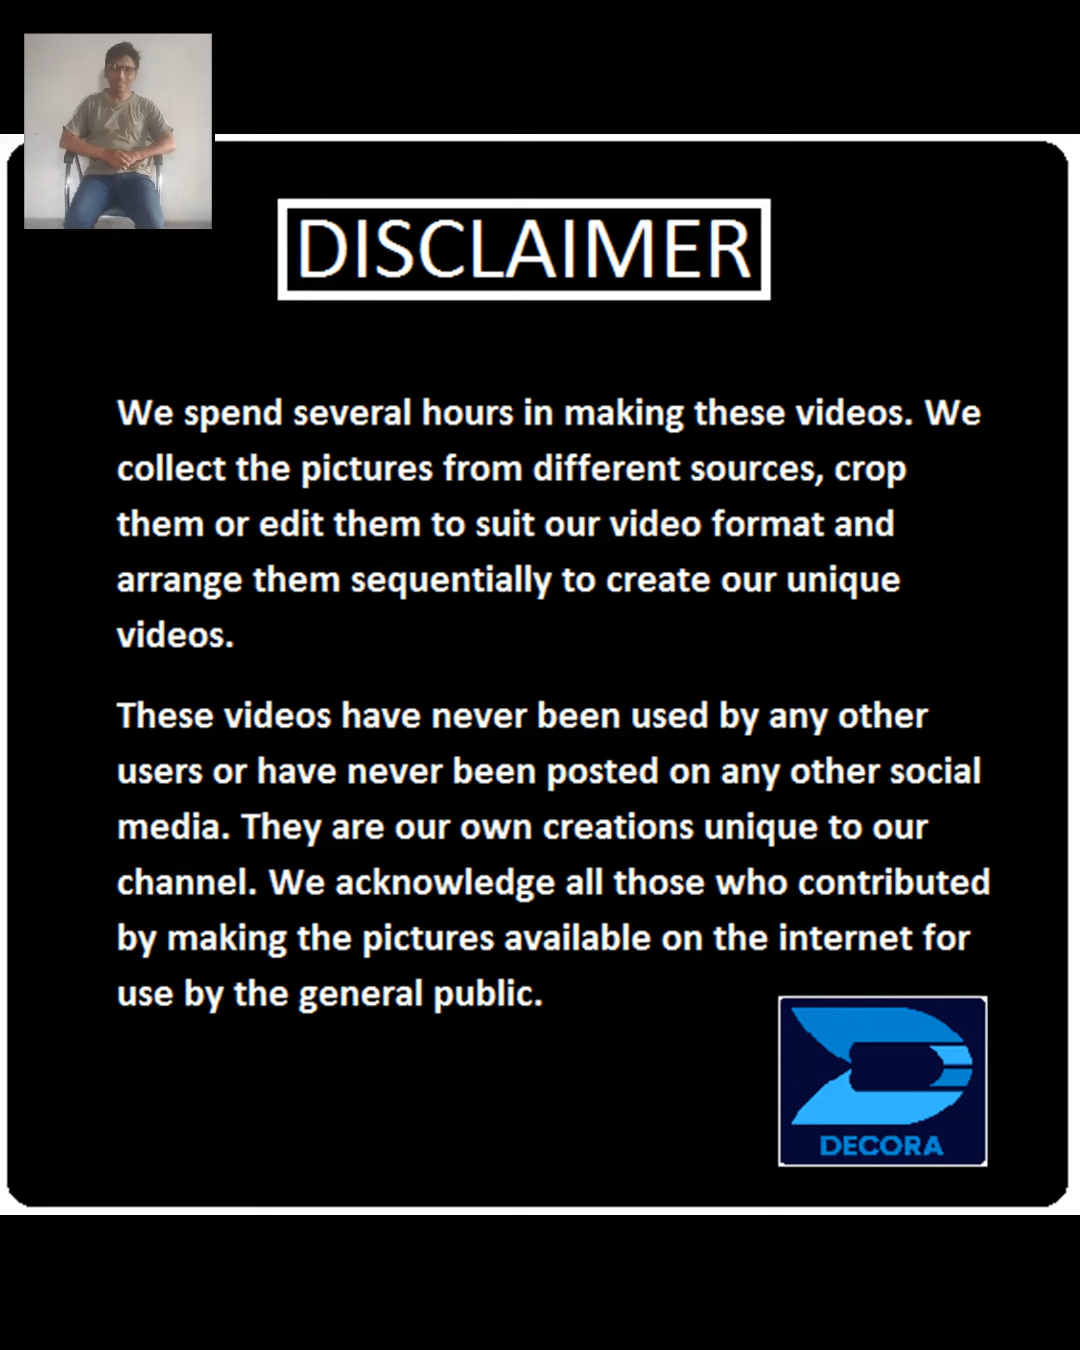 DISCLAIMER
We spend several hours in making these videos. We
collect the pictures from different sources, crop
them or edit them to suit our video format and
arrange them sequentially to create our unique
videos.
These videos have never been used by any other
users or have never been posted on any other social
media. They are our own creations unique to our
channel. We acknowledge all those who contributed
by making the pictures available on the internet for
use by the general public.
DECORA